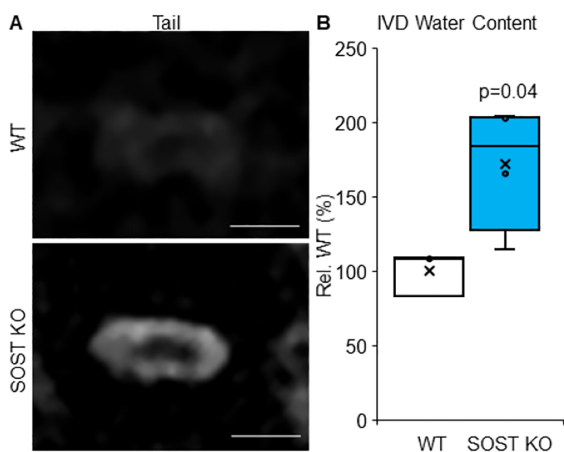 A
Tail
WT
SOST KO
B
IVD Water Content
Rel. WT (%)
250
200
150
100
50
0
p=0.04
WT
SOST KO